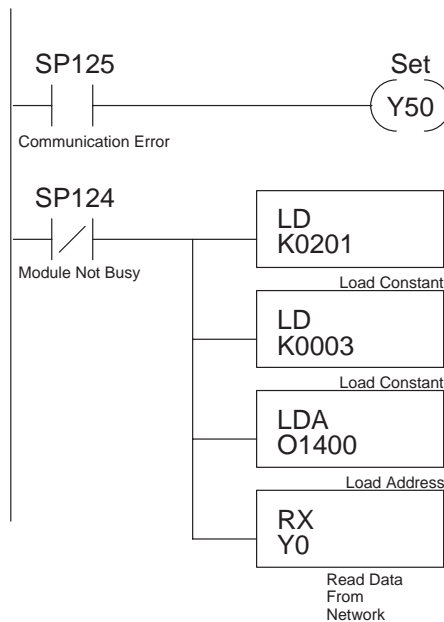 SP125
Set
Y50
Communication Error
SP124
Module Not Busy
LD
K0201
Load Constant
LD
K0003
Load Constant
LDA
O1400
Load Address
RX
Y0
Read Data
From
Network